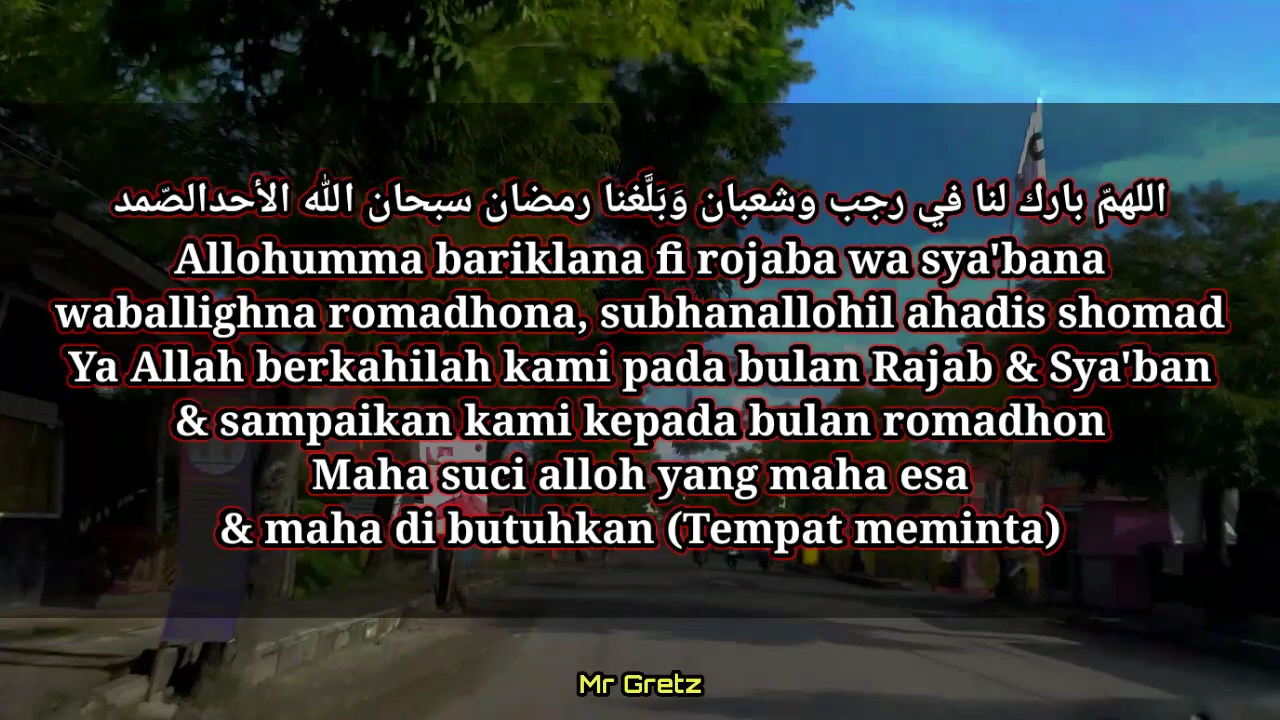 اللهمّ بارك لنا في رجب وشعبان وَبَلَّغنا رمضان سبحان الله الأحدالصّمد
Allohumma bariklana fi rojaba wa sya'bana
waballighna romadhona, subhanallohil ahadis shomad
Ya Allah berkahilah kami pada bulan Rajab & Sya'ban
& sampaikan kami kepada bulan romadhon
Maha suci alloh yang maha esa
& maha di butuhkan (Tempat meminta)
Mr Gretz